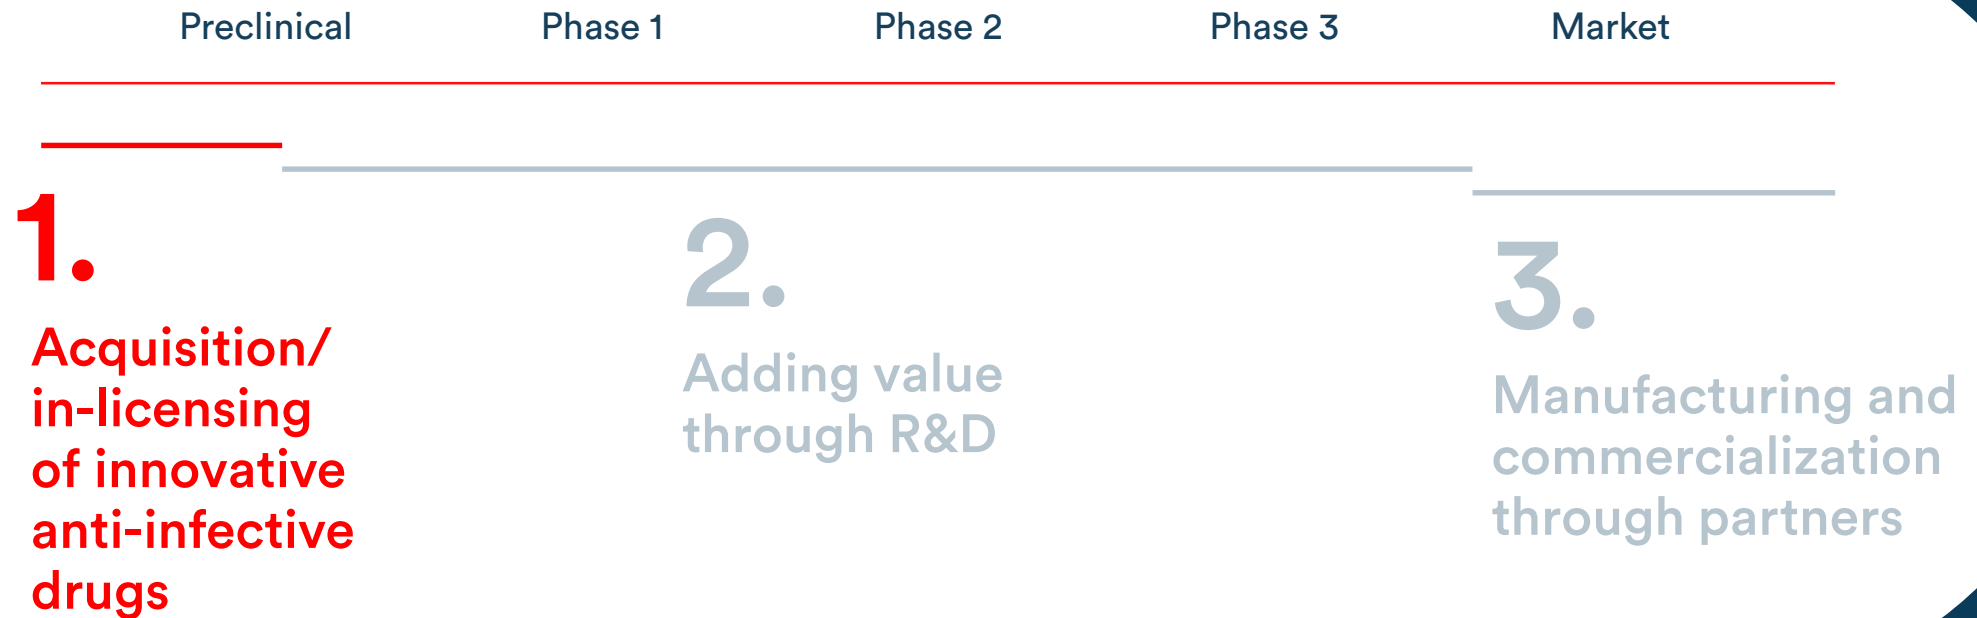 Preclinical Phase 1 Phase 2 Phase 3 Market
1.
Acquisition/
in-licensing
of innovative
anti-infective
drugs
2.
Adding value
through R&D
3.
Manufacturing and
commercialization
through partners